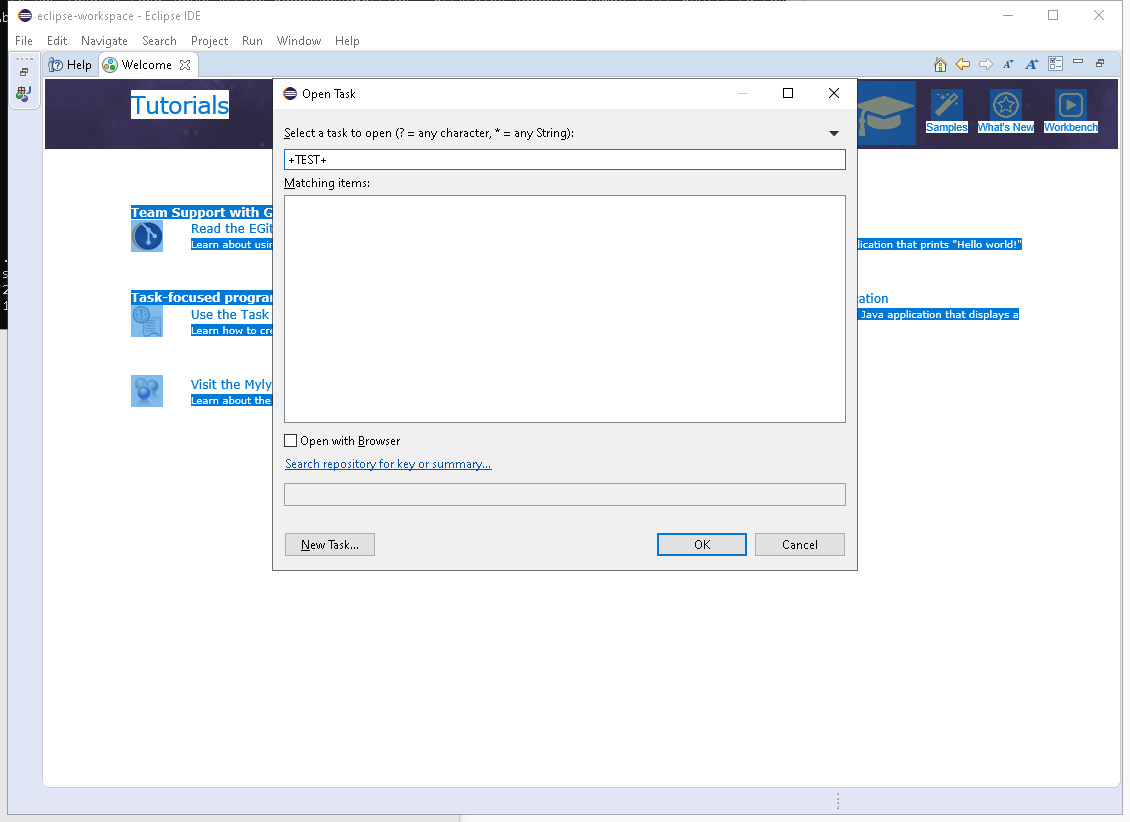 eclipse-workspace - Eclipse IDE
File Edit Navigate Search Project Run Window Help
Help Welcome
Tutorials
Samples What's New Workbench
Open Task
Select a task to open (? = any character, * = any String):
+TEST+
Matching items:
Team Support with G
Read the EGit
Learn about usin
lication that prints "Hello world!"
Task-focused progra
Use the Task
Learn how to cre
ation
Java application that displays a
Visit the Myly
Learn about the
Open with Browser
Search repository for key or summary...
New Task... OK Cancel